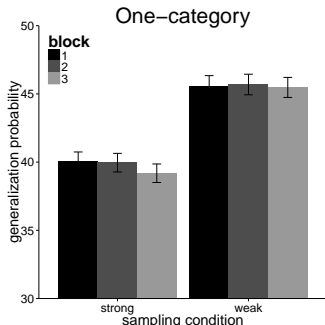 One-category
generalization probability
50
45
40
35
30
block
1
2
3
strong
weak
sampling condition